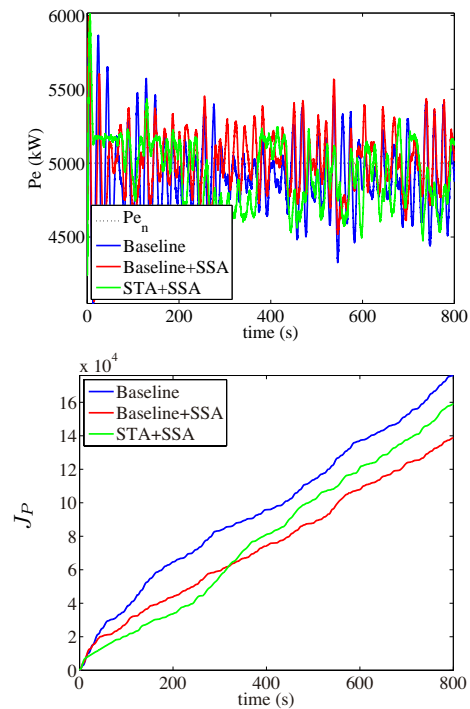 6000
5500
5000
4500
Pe (kW)
Pe_n
Baseline
Baseline+SSA
STA+SSA
0 200 400 600 800
time (s)
x 10^4
16
14
12
10
8
6
4
2
0
J_P
Baseline
Baseline+SSA
STA+SSA
0 200 400 600 800
time (s)